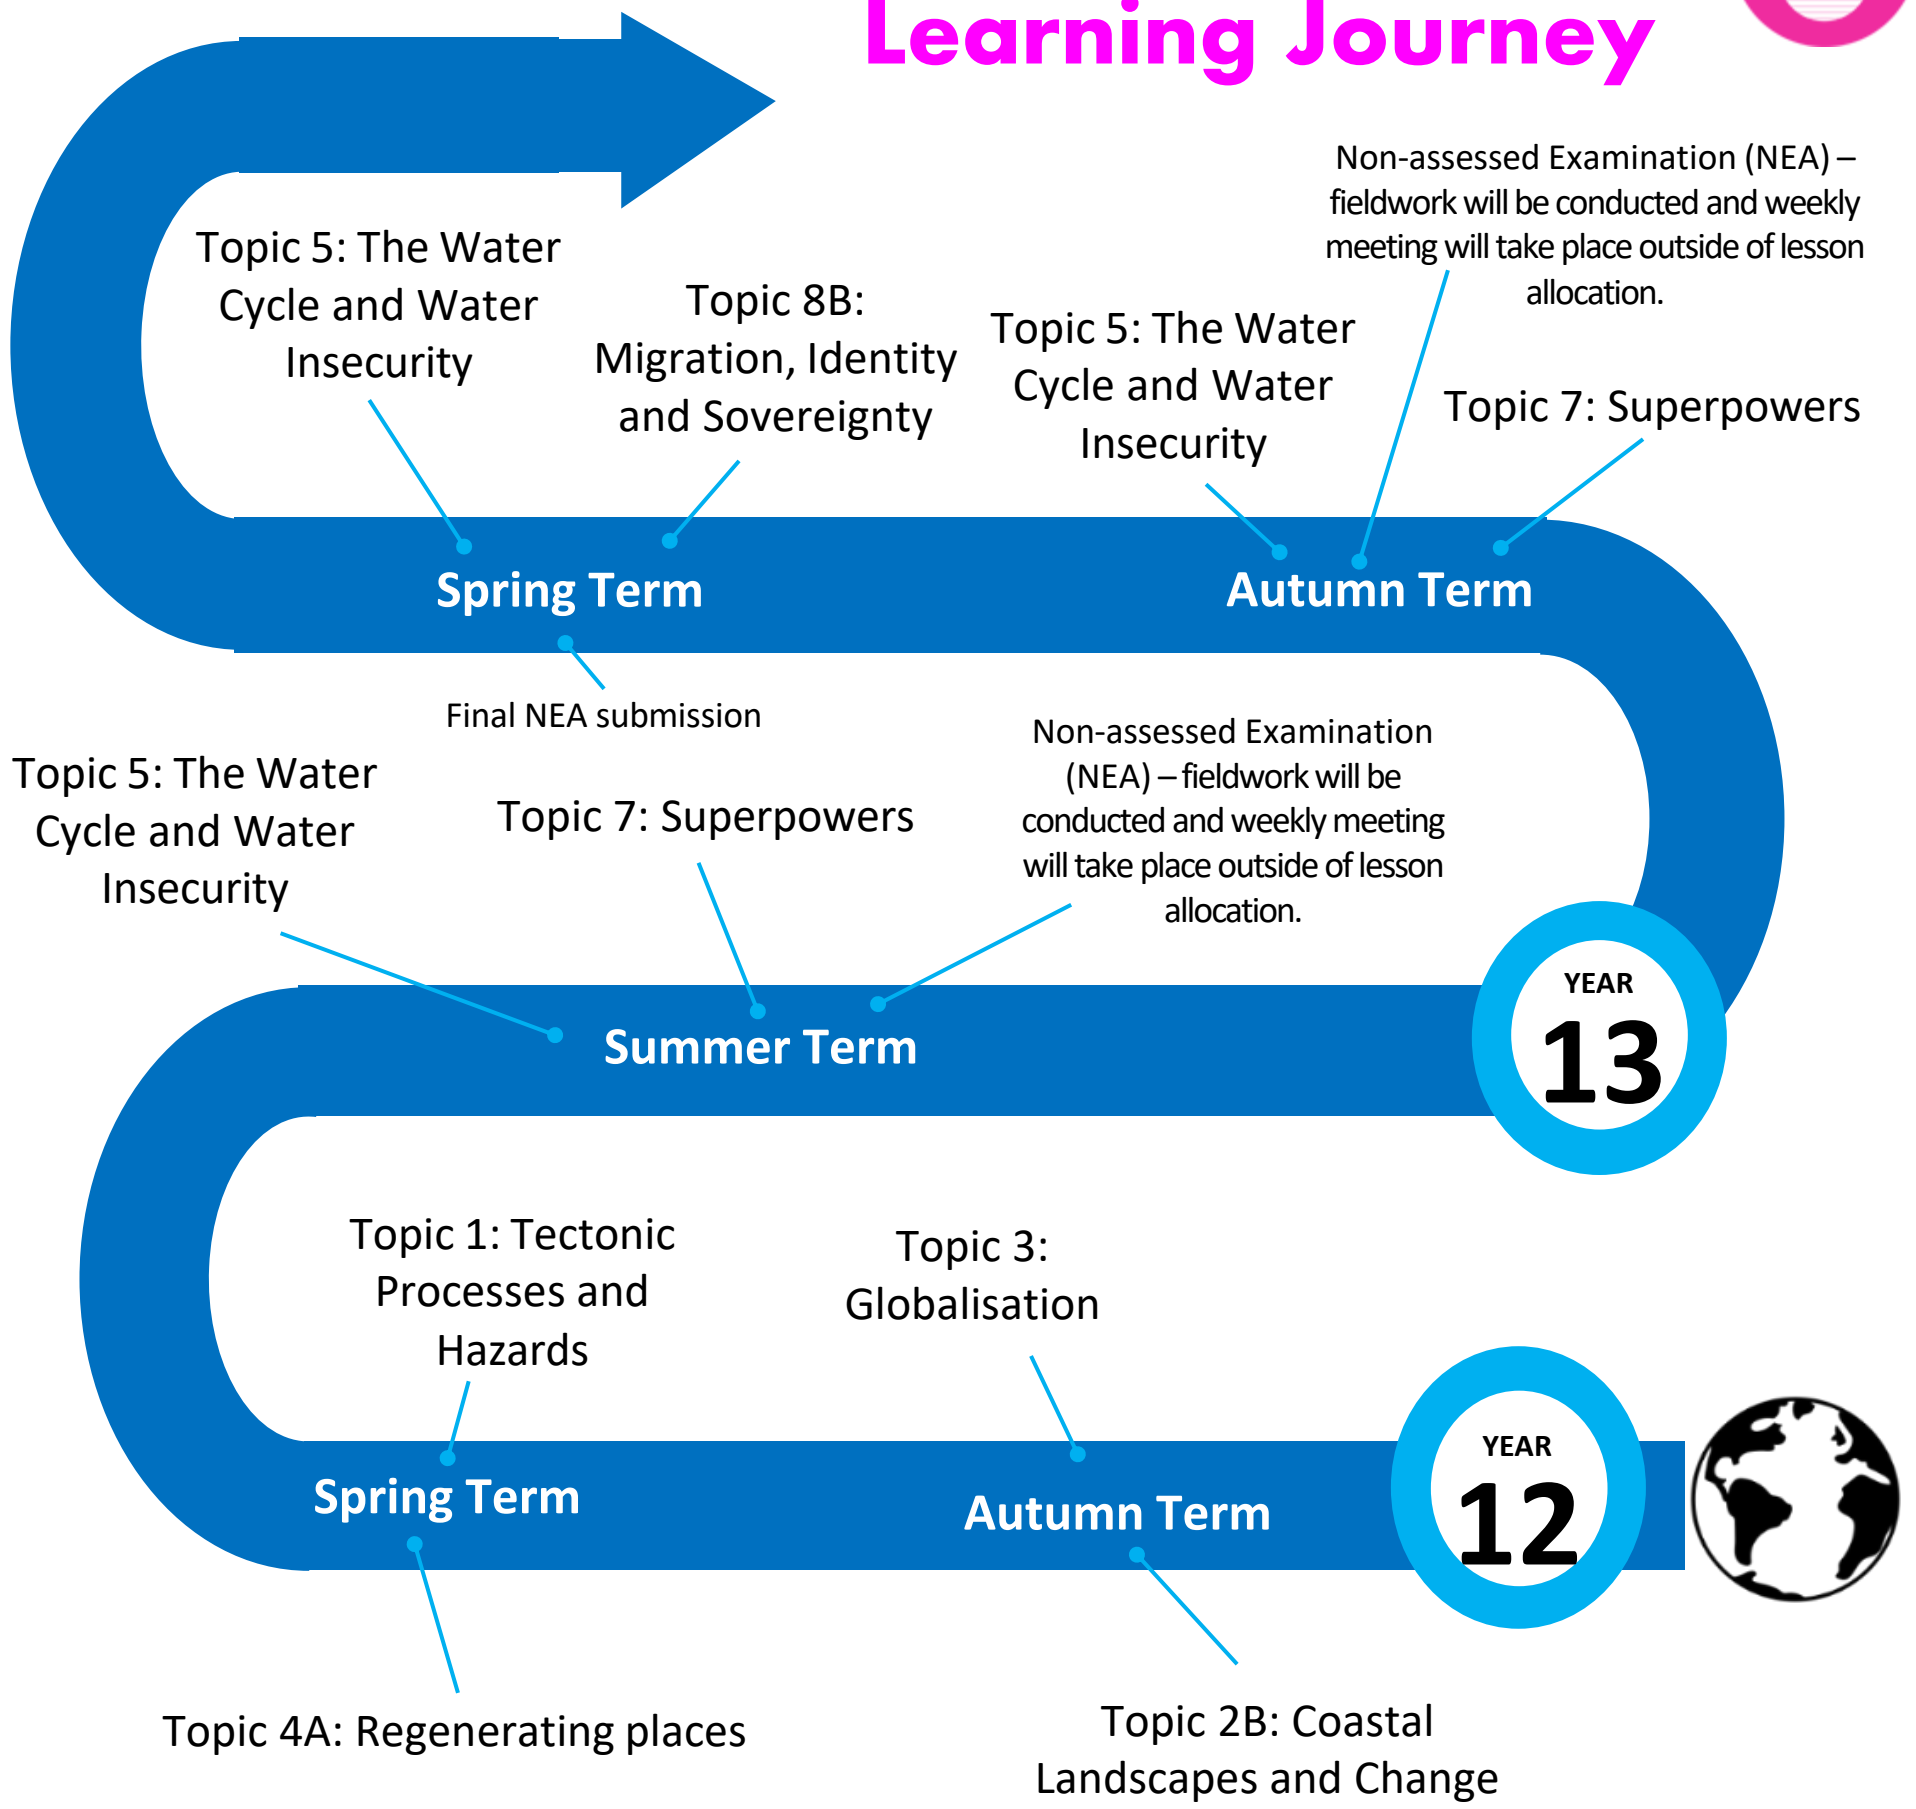 Learning Journey
Non-assessed Examination (NEA) –
fieldwork will be conducted and weekly
meeting will take place outside of lesson
allocation.
Topic 5: The Water
Cycle and Water
Insecurity
Topic 8B:
Migration, Identity
and Sovereignty
Topic 5: The Water
Cycle and Water
Insecurity
Topic 7: Superpowers
Spring Term
Autumn Term
Final NEA submission
Topic 5: The Water
Cycle and Water
Insecurity
Topic 7: Superpowers
Non-assessed Examination
(NEA) – fieldwork will be
conducted and weekly meeting
will take place outside of lesson
allocation.
YEAR
13
Summer Term
Topic 1: Tectonic
Processes and
Hazards
Topic 3:
Globalisation
YEAR
12
Spring Term
Autumn Term
Topic 4A: Regenerating places
Topic 2B: Coastal
Landscapes and Change